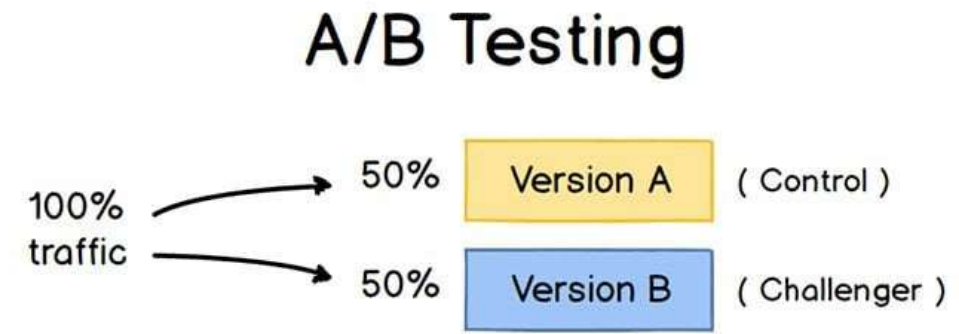 A/B Testing
50% Version A ( Control )
100%
traffic
50% Version B ( Challenger )